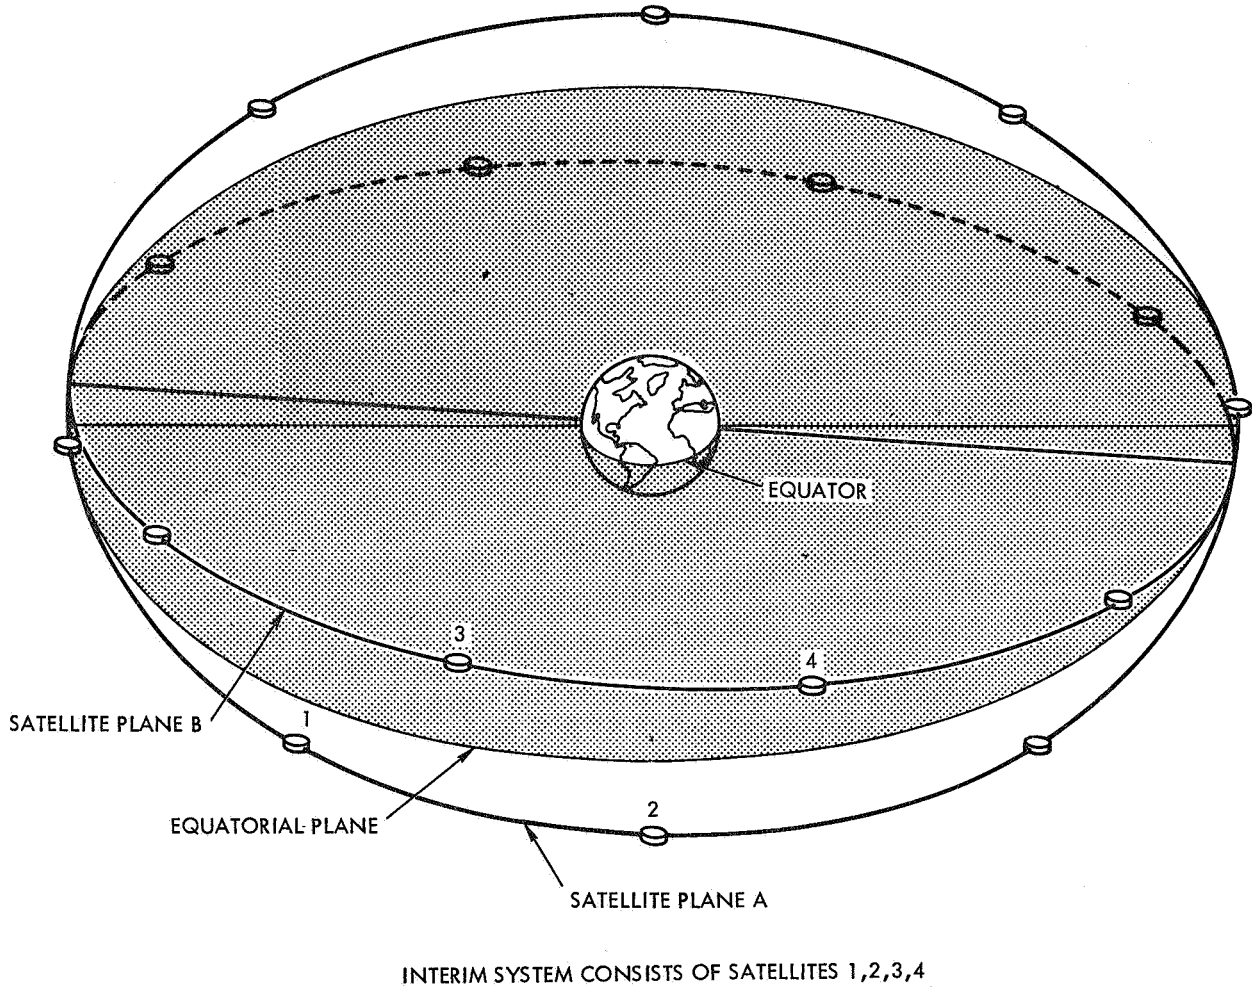 EQUATOR
3
4
SATELLITE PLANE B
1
2
EQUATORIAL PLANE
SATELLITE PLANE A
INTERIM SYSTEM CONSISTS OF SATELLITES 1,2,3,4